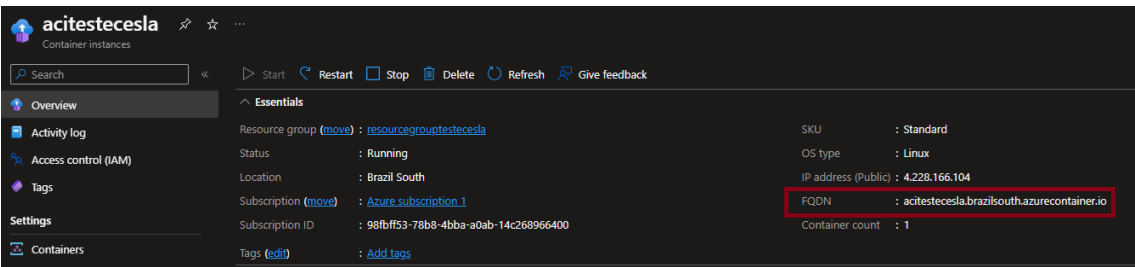 acitestecesla
Container instances
Search
Start Restart Stop Delete Refresh Give feedback
Overview
Activity log
Access control (IAM)
Tags
Settings
Containers
Essentials
Resource group (move) : resourcegrouptestecesla
Status : Running
Location : Brazil South
Subscription (move) : Azure subscription 1
Subscription ID : 98fbff53-78b8-4bba-a0ab-14c268966400
Tags (edit) : Add tags
SKU : Standard
OS type : Linux
IP address (Public) : 4.228.166.104
FQDN : acitestecesla.brazilsouth.azurecontainer.io
Container count : 1